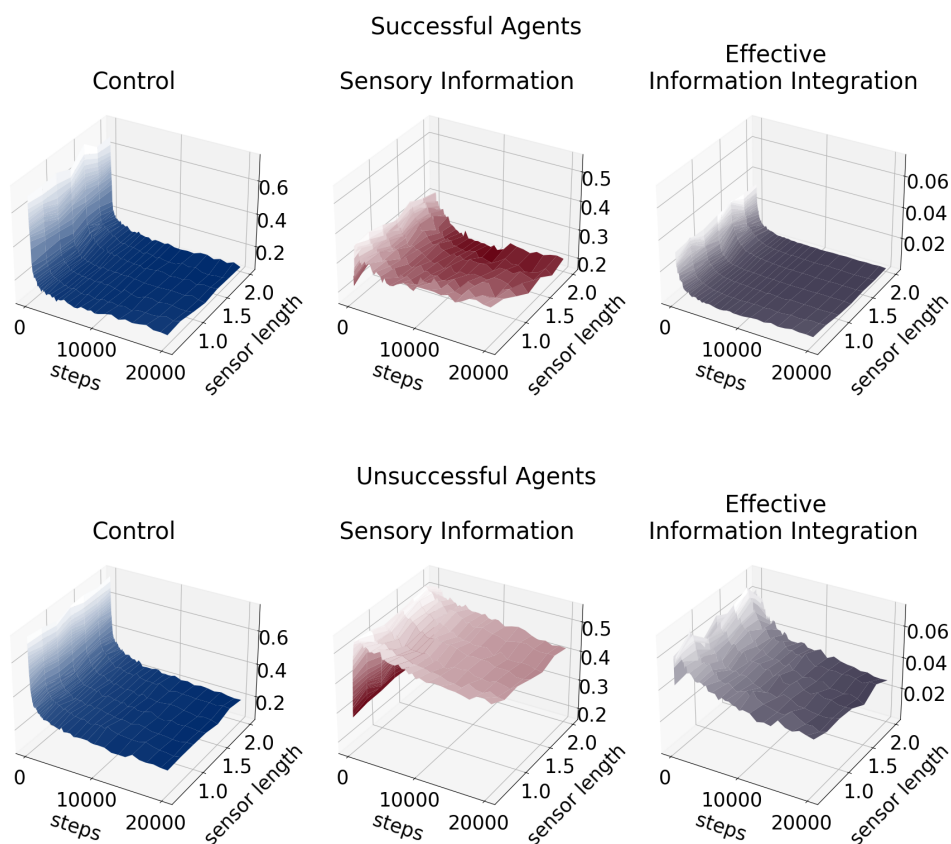 Successful Agents
Control
Sensory Information
Effective
Information Integration
0.6
0.4
0.2
0
10000
20000
steps
1.0
1.5
2.0
sensor length
0.5
0.4
0.3
0.2
0
10000
20000
steps
1.0
1.5
2.0
sensor length
0.06
0.04
0.02
0
10000
20000
steps
1.0
1.5
2.0
sensor length
Unsuccessful Agents
Control
Sensory Information
Effective
Information Integration
0.6
0.4
0.2
0
10000
20000
steps
1.0
1.5
2.0
sensor length
0.5
0.4
0.3
0.2
0
10000
20000
steps
1.0
1.5
2.0
sensor length
0.06
0.04
0.02
0
10000
20000
steps
1.0
1.5
2.0
sensor length